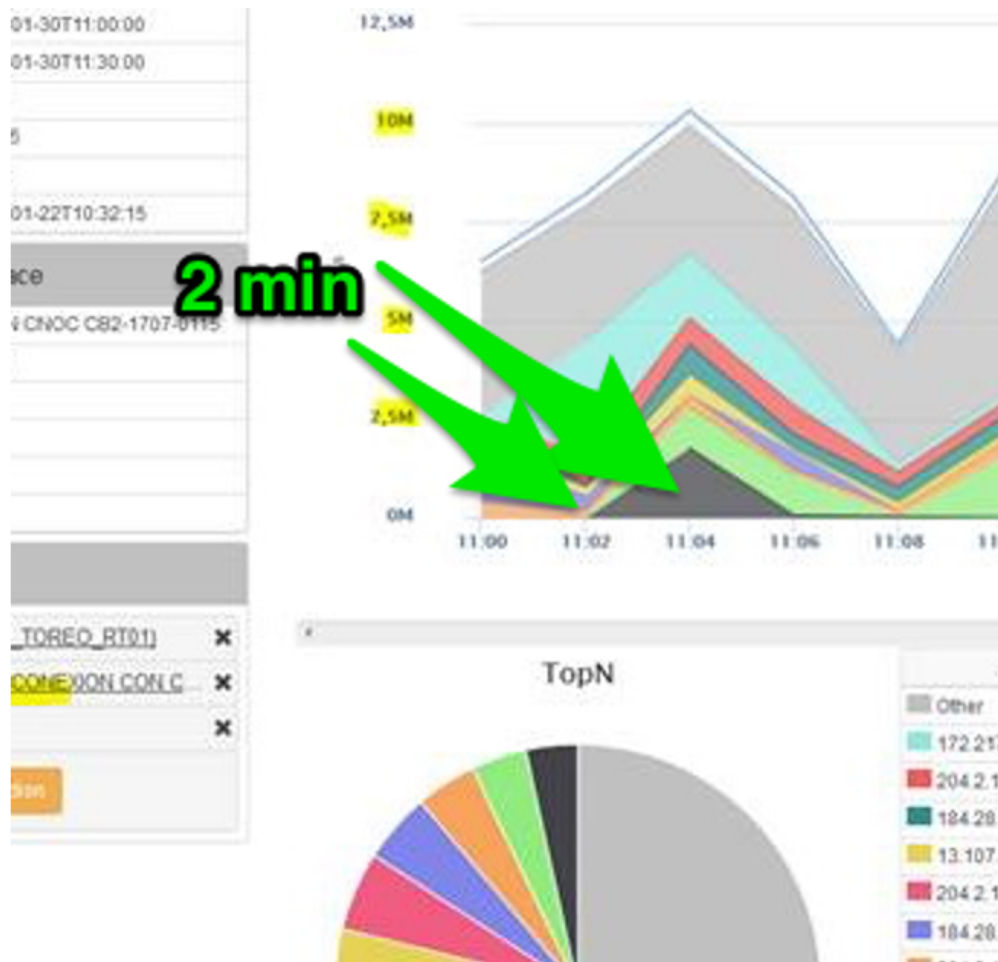 01-30T11:00:00
01-30T11:30:00
5
01-22T10:32:15
ace
N CNOC CB2-1707-0115
_TOREO_RT01)
CONEXION CON C...
tion
12,5M
10M
7,5M
5M
2,5M
0M
2 min
11:00
11:02
11:04
11:06
11:08
11
TopN
Other
172.217
204.2.1
184.28.
13.107.
204.2.1
184.28.